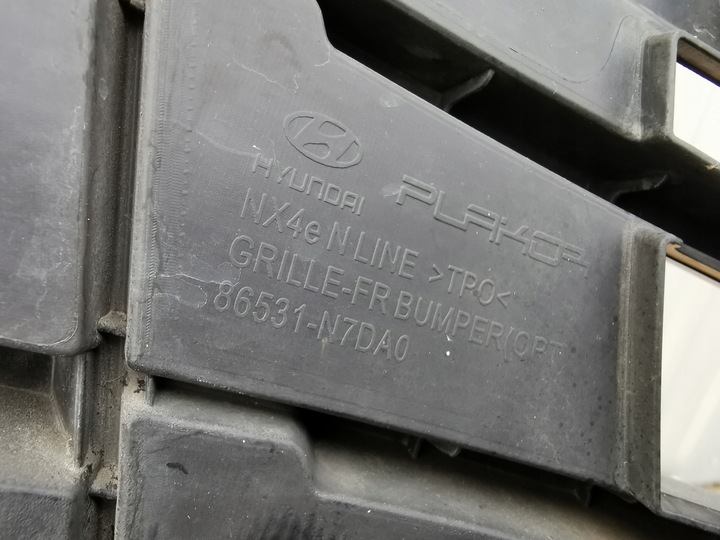 HYUNDAI PLAKOR
NX4e N LINE >TPO<
GRILLE-FR BUMPER(OPT
86531-N7DA0